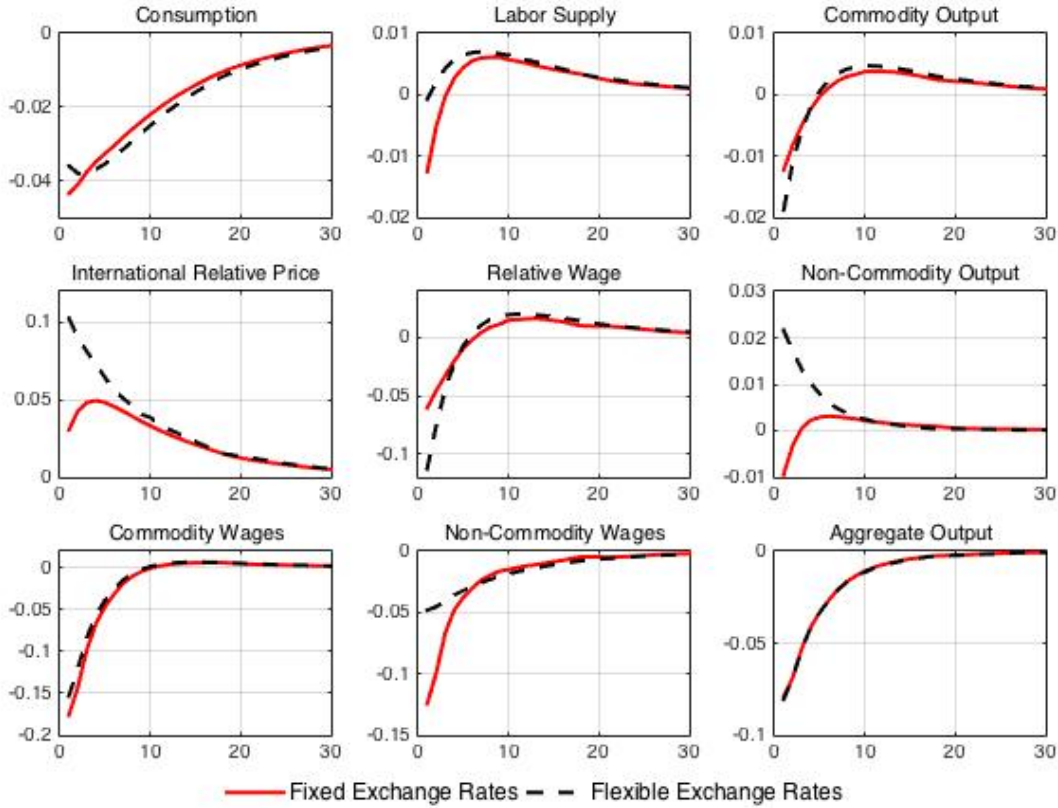 Consumption
0
-0.02
-0.04
0 10 20 30
Labor Supply
0.01
0
-0.01
-0.02
0 10 20 30
Commodity Output
0.01
0
-0.01
-0.02
0 10 20 30
International Relative Price
0.1
0.05
0
0 10 20 30
Relative Wage
0
-0.05
-0.1
0 10 20 30
Non-Commodity Output
0.03
0.02
0.01
0
-0.01
0 10 20 30
Commodity Wages
0
-0.05
-0.1
-0.15
-0.2
0 10 20 30
Non-Commodity Wages
0
-0.05
-0.1
-0.15
0 10 20 30
Aggregate Output
0
-0.05
-0.1
0 10 20 30
Fixed Exchange Rates Flexible Exchange Rates